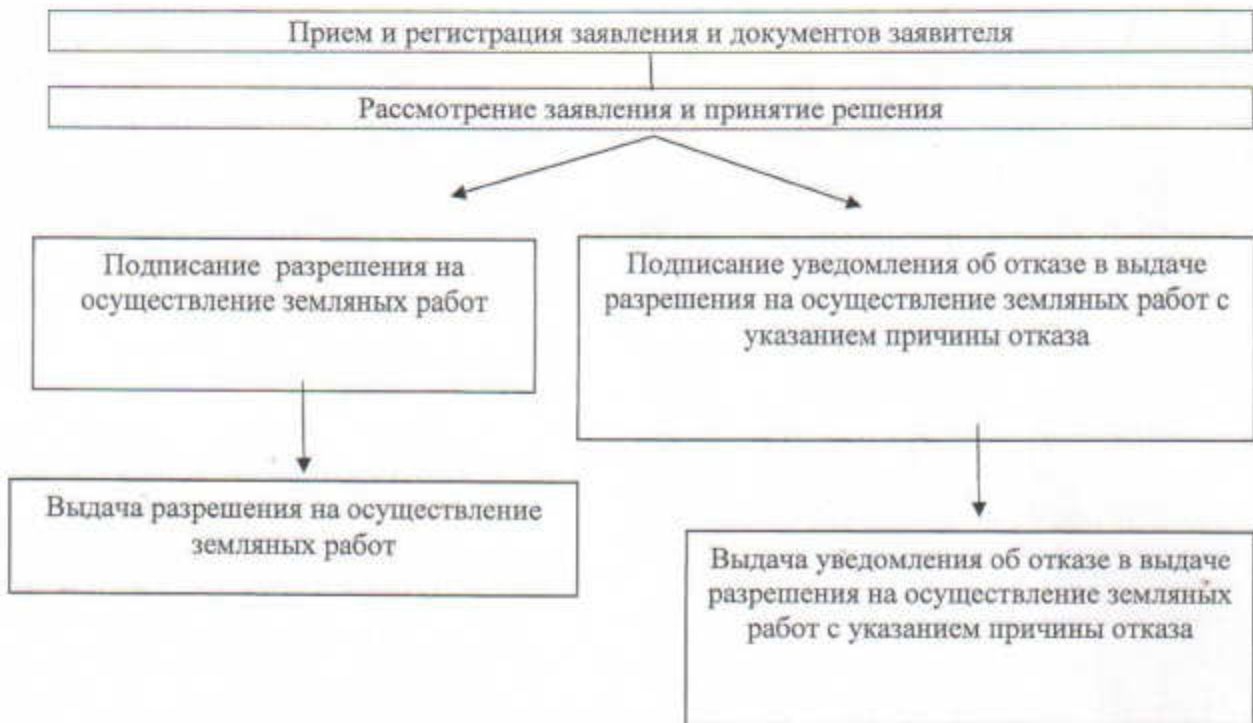 Прием и регистрация заявления и документов заявителя
Рассмотрение заявления и принятие решения
Подписание разрешения на
осуществление земляных работ
Подписание уведомления об отказе в выдаче
разрешения на осуществление земляных работ с
указанием причины отказа
Выдача разрешения на осуществление
земляных работ
Выдача уведомления об отказе в выдаче
разрешения на осуществление земляных
работ с указанием причины отказа